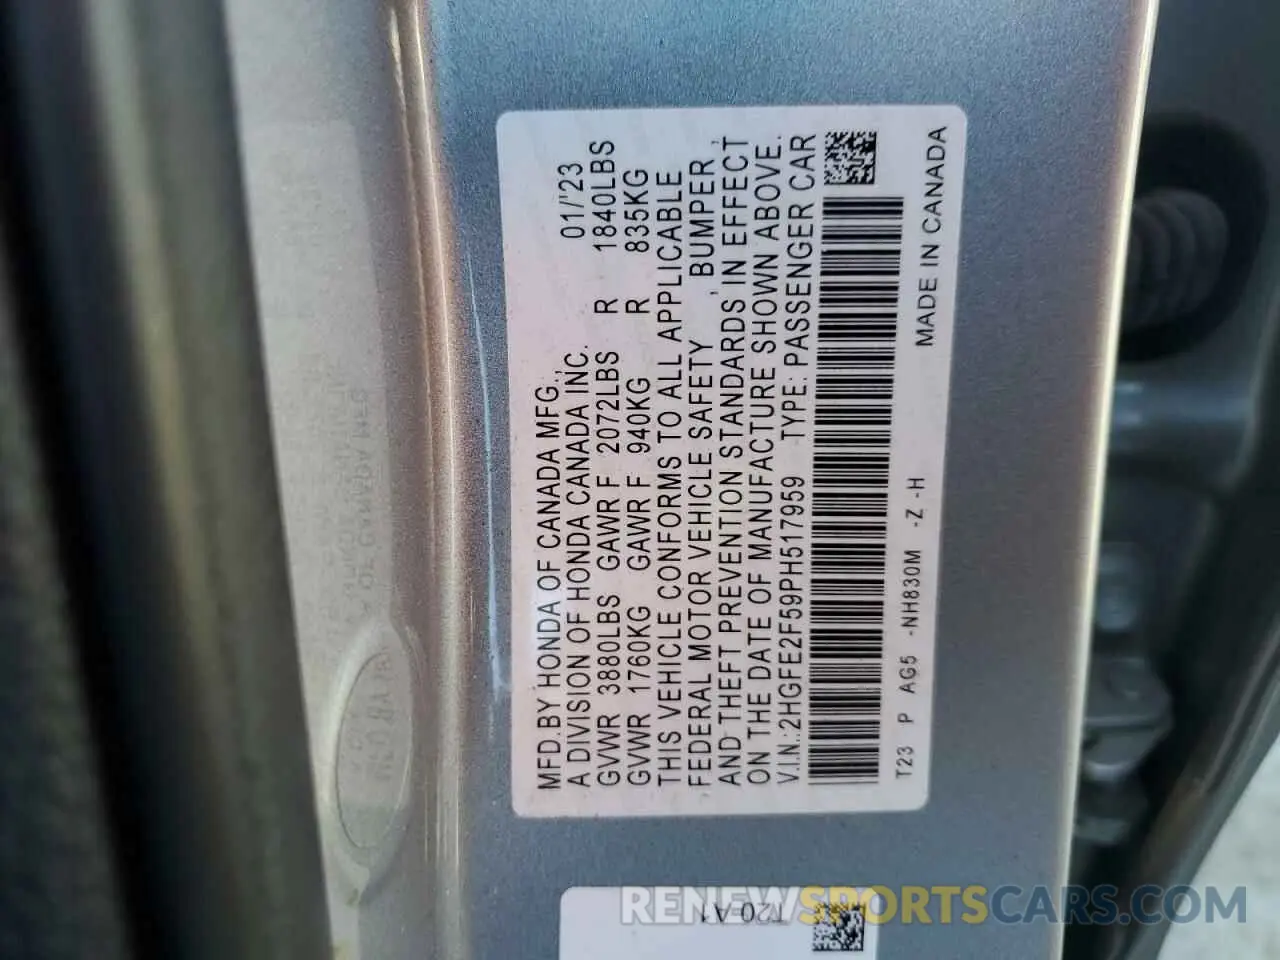 MFD.BY HONDA OF CANADA MFG., 01/'23
A DIVISION OF HONDA CANADA INC.
GVWR 3880LBS GAWR F 2072LBS R 1840LBS
GVWR 1760KG GAWR F 940KG R 835KG
THIS VEHICLE CONFORMS TO ALL APPLICABLE
FEDERAL MOTOR VEHICLE SAFETY , BUMPER ,
AND THEFT PREVENTION STANDARDS IN EFFECT
ON THE DATE OF MANUFACTURE SHOWN ABOVE.
V.I.N.:2HGFE2F59PH517959 TYPE: PASSENGER CAR
T23 P AG5 -NH830M -Z -H
MADE IN CANADA
T20-A1
RENEWSPORTSCARS.COM